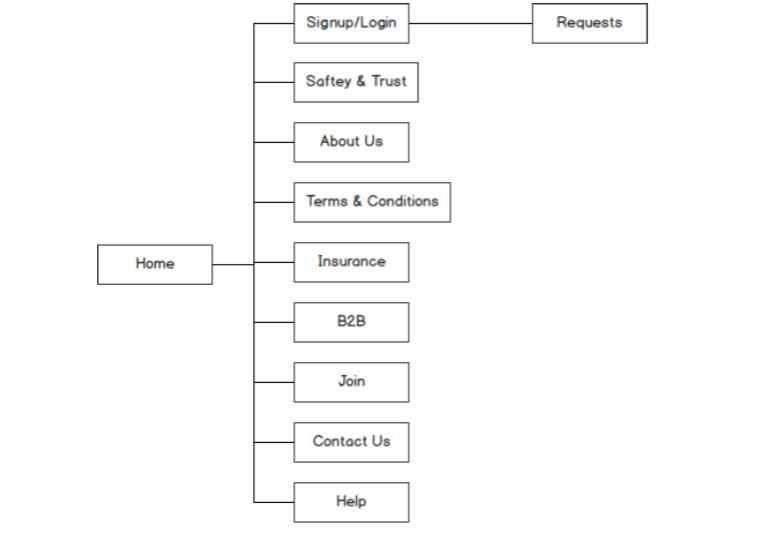 Signup/Login
Requests
Saftey & Trust
About Us
Terms & Conditions
Home
Insurance
B2B
Join
Contact Us
Help